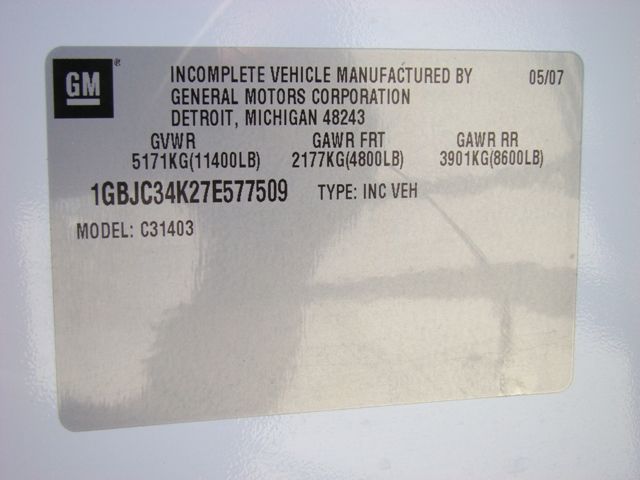 GM®
INCOMPLETE VEHICLE MANUFACTURED BY 05/07
GENERAL MOTORS CORPORATION
DETROIT, MICHIGAN 48243
GVWR GAWR FRT GAWR RR
5171KG(11400LB) 2177KG(4800LB) 3901KG(8600LB)
1GBJC34K27E577509 TYPE: INC VEH
MODEL: C31403